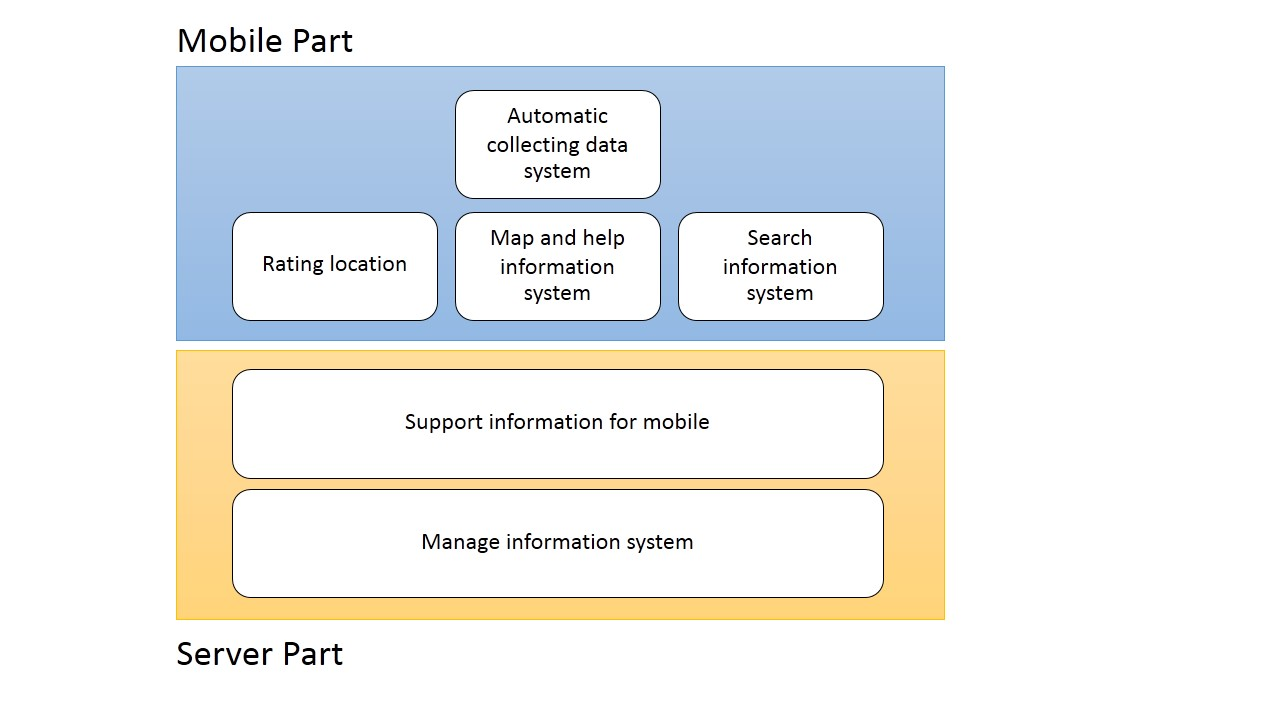 Mobile Part
Automatic
collecting data
system
Rating location
Map and help
information
system
Search
information
system
Support information for mobile
Manage information system
Server Part